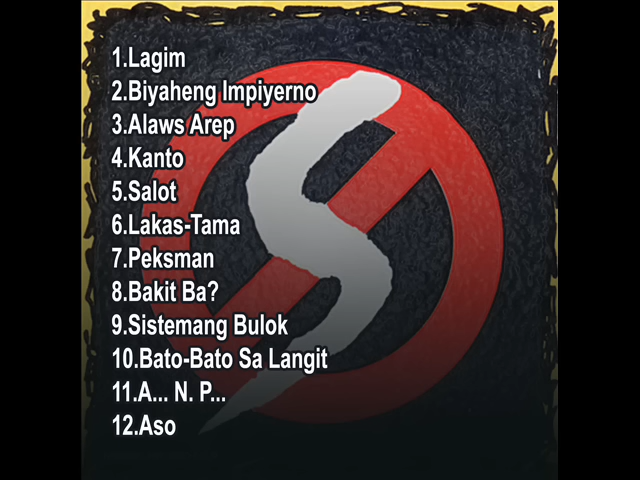 1.Lagim
2.Biyaheng Impiyerno
3.Alaws Arep
4.Kanto
5.Salot
6.Lakas-Tama
7.Peksman
8.Bakit Ba?
9.Sistemang Bulok
10.Bato-Bato Sa Langit
11.A... N. P...
12.Aso